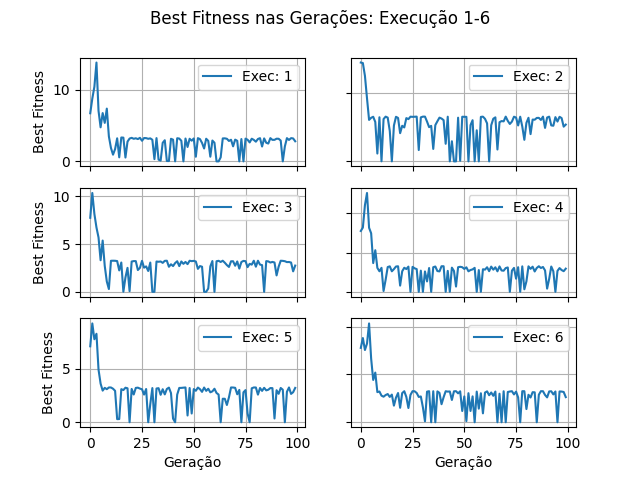 Best Fitness nas Gerações: Execução 1-6
Best Fitness
10
0
Exec: 1
Exec: 2
Best Fitness
10
5
0
Exec: 3
Exec: 4
Best Fitness
5
0
Exec: 5
Exec: 6
0 25 50 75 100
0 25 50 75 100
Geração
Geração